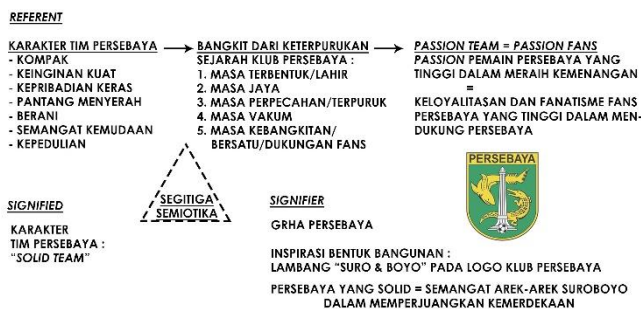 REFERENT
KARAKTER TIM PERSEBAYA
- KOMPAK
- KEINGINAN KUAT
- KEPRIBADIAN KERAS
- PANTANG MENYERAH
- BERANI
- SEMANGAT KEMUDAAN
- KEPEDULIAN
BANGKIT DARI KETERPURUKAN
SEJARAH KLUB PERSEBAYA :
1. MASA TERBENTUK/LAHIR
2. MASA JAYA
3. MASA PERPECAHAN/TERPURUK
4. MASA VAKUM
5. MASA KEBANGKITAN/
BERSATU/DUKUNGAN FANS
PASSION TEAM = PASSION FANS
PASSION PEMAIN PERSEBAYA YANG
TINGGI DALAM MERAIH KEMENANGAN
=
KELOYALITASAN DAN FANATISME FANS
PERSEBAYA YANG TINGGI DALAM MEN-
DUKUNG PERSEBAYA
PERSEBAYA
SEGITIGA
SEMIOTIKA
SIGNIFIED
KARAKTER
TIM PERSEBAYA :
"SOLID TEAM"
SIGNIFIER
GRHA PERSEBAYA
INSPIRASI BENTUK BANGUNAN :
LAMBANG "SURO & BOYO" PADA LOGO KLUB PERSEBAYA
PERSEBAYA YANG SOLID = SEMANGAT AREK-AREK SUROBOYO
DALAM MEMPERJUANGKAN KEMERDEKAAN